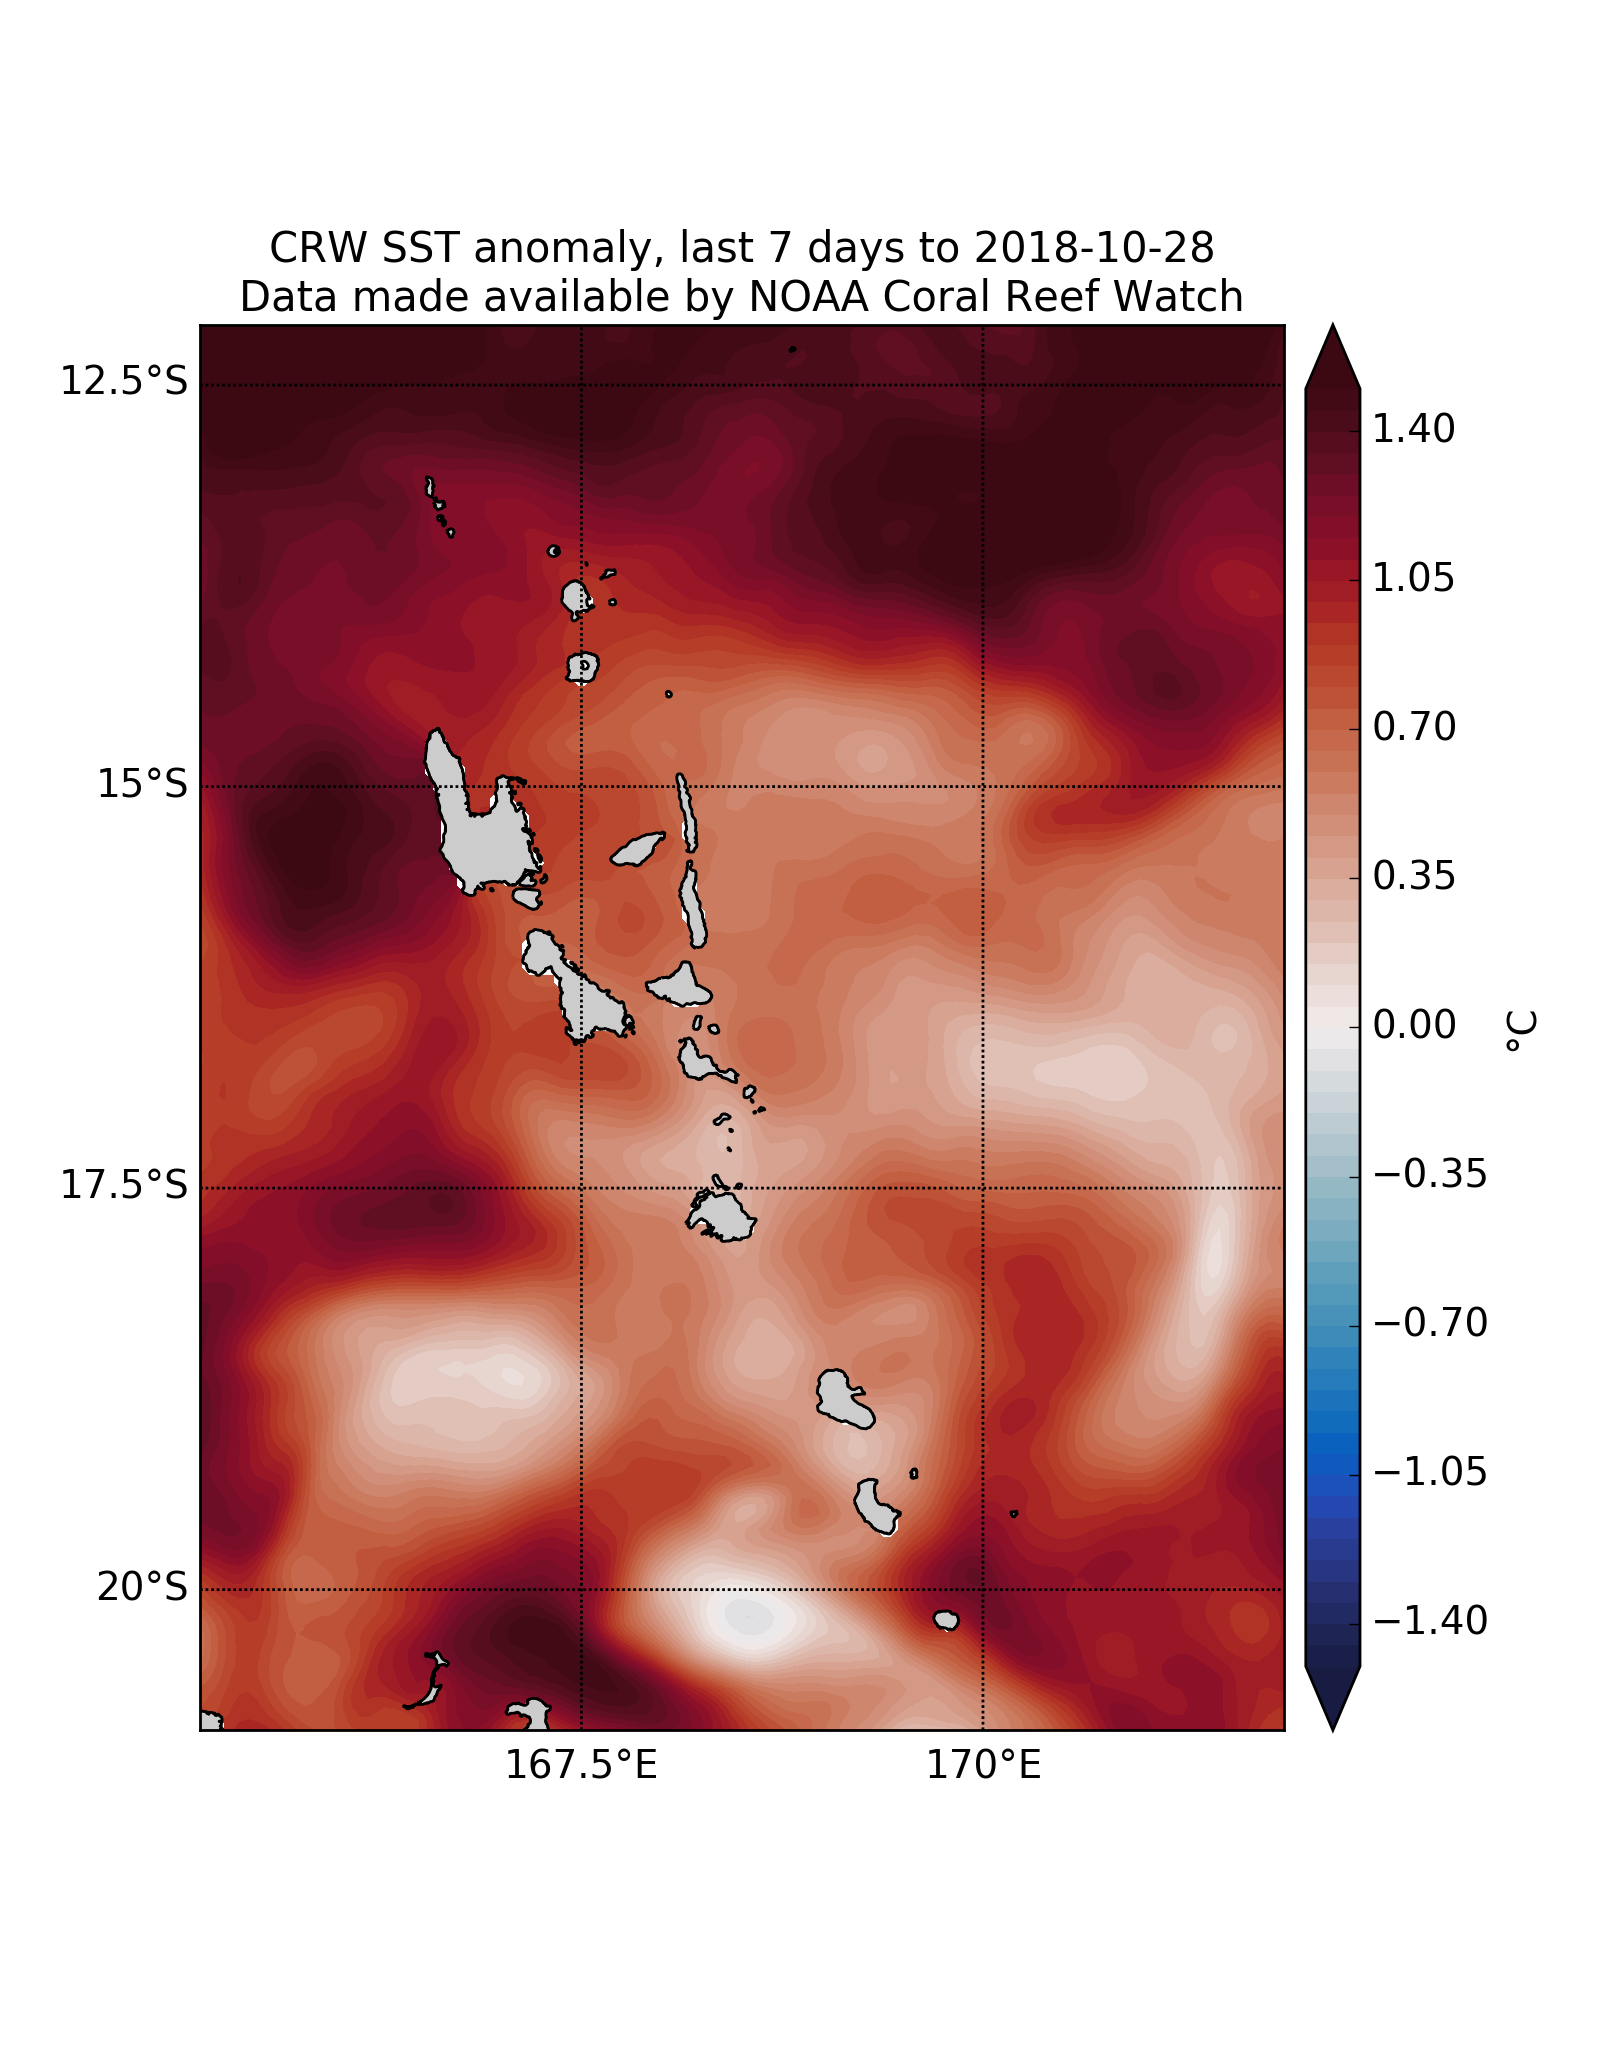 CRW SST anomaly, last 7 days to 2018-10-28
Data made available by NOAA Coral Reef Watch
12.5°S
15°S
17.5°S
20°S
167.5°E
170°E
1.40
1.05
0.70
0.35
0.00
−0.35
−0.70
−1.05
−1.40
°C